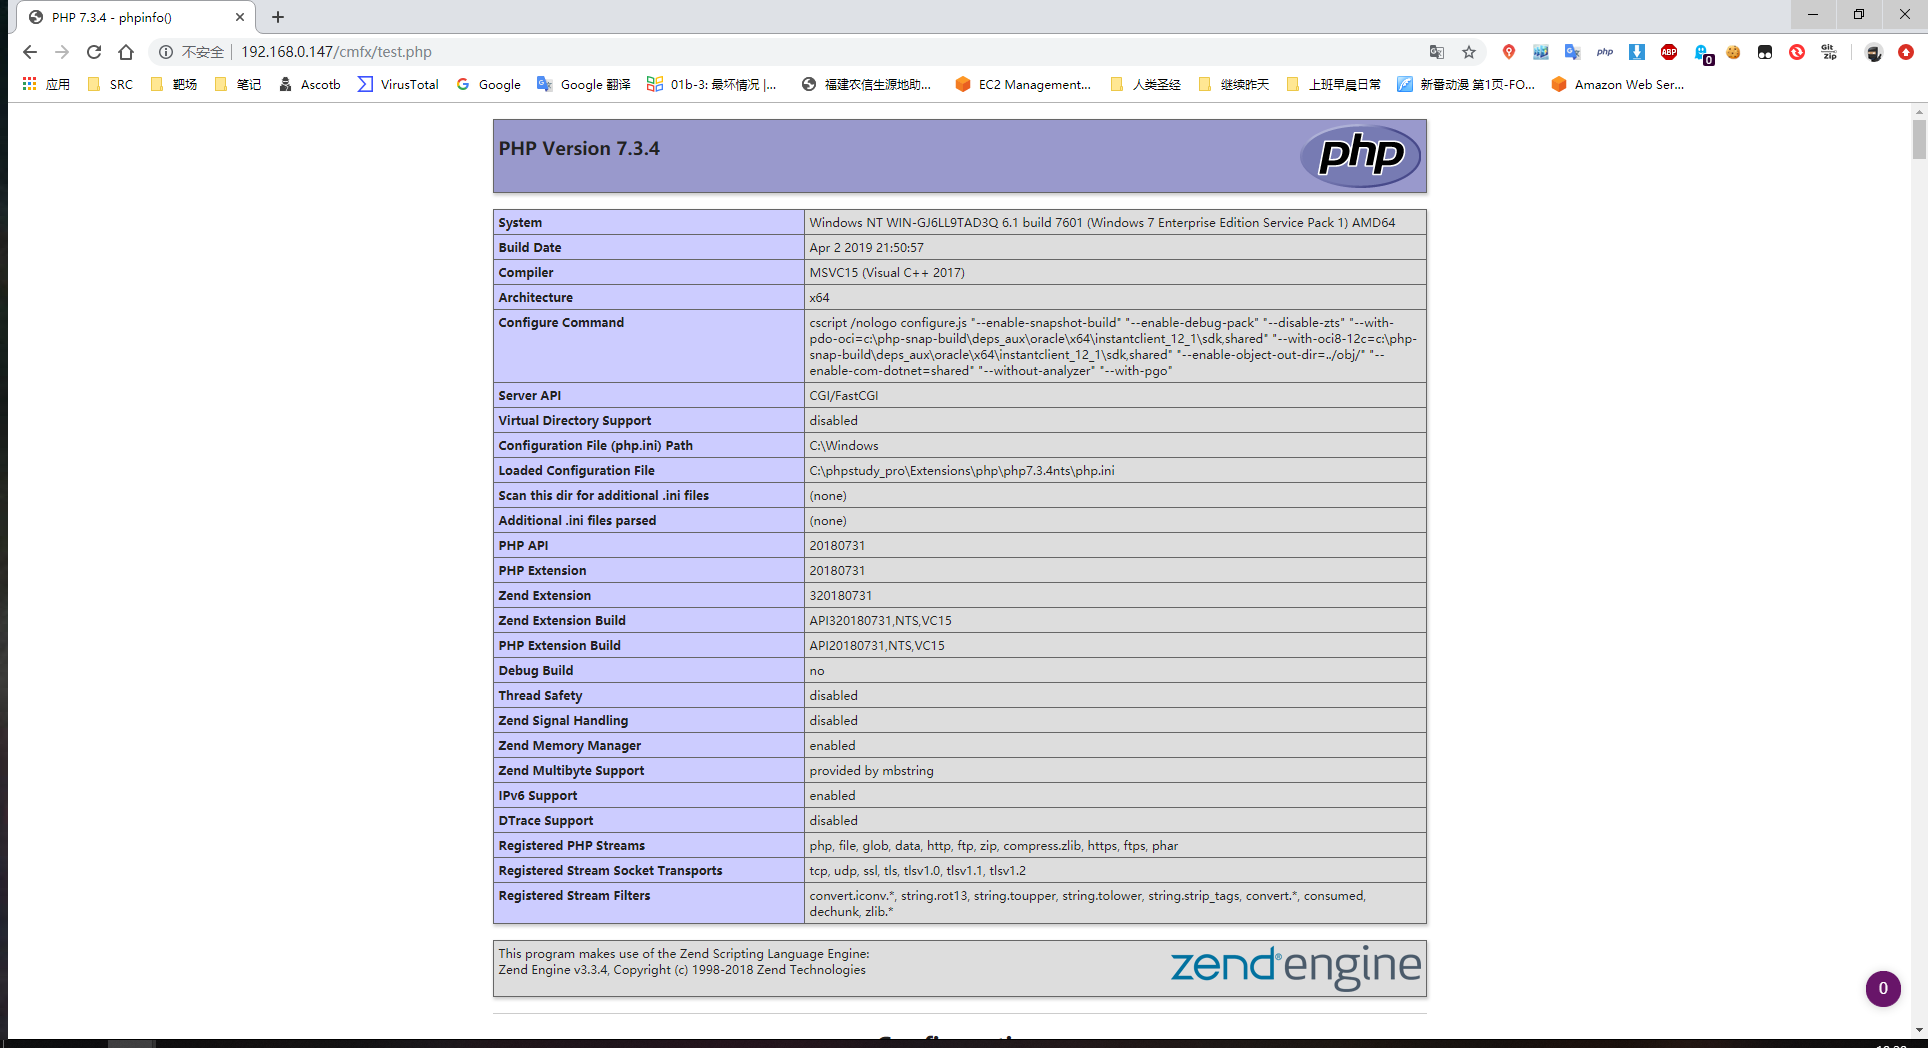 PHP 7.3.4 - phpinfo()
不安全 | 192.168.0.147/cmfx/test.php
php
ABP
0
Git
Zip
应用
SRC
靶场
笔记
Ascotb
VirusTotal
Google
Google 翻译
01b-3: 最坏情况 |...
福建农信生源地助...
EC2 Management...
人类圣经
继续昨天
上班早晨日常
新番动漫 第1页-FO...
Amazon Web Ser...
PHP Version 7.3.4
php
System Windows NT WIN-GJ6LL9TAD3Q 6.1 build 7601 (Windows 7 Enterprise Edition Service Pack 1) AMD64
Build Date Apr 2 2019 21:50:57
Compiler MSVC15 (Visual C++ 2017)
Architecture x64
Configure Command cscript /nologo configure.js "--enable-snapshot-build" "--enable-debug-pack" "--disable-zts" "--with-
pdo-oci=c:\php-snap-build\deps_aux\oracle\x64\instantclient_12_1\sdk,shared" "--with-oci8-12c=c:\php-
snap-build\deps_aux\oracle\x64\instantclient_12_1\sdk,shared" "--enable-object-out-dir=../obj/" "--
enable-com-dotnet=shared" "--without-analyzer" "--with-pgo"
Server API CGI/FastCGI
Virtual Directory Support disabled
Configuration File (php.ini) Path C:\Windows
Loaded Configuration File C:\phpstudy_pro\Extensions\php\php7.3.4nts\php.ini
Scan this dir for additional .ini files (none)
Additional .ini files parsed (none)
PHP API 20180731
PHP Extension 20180731
Zend Extension 320180731
Zend Extension Build API320180731,NTS,VC15
PHP Extension Build API20180731,NTS,VC15
Debug Build no
Thread Safety disabled
Zend Signal Handling disabled
Zend Memory Manager enabled
Zend Multibyte Support provided by mbstring
IPv6 Support enabled
DTrace Support disabled
Registered PHP Streams php, file, glob, data, http, ftp, zip, compress.zlib, https, ftps, phar
Registered Stream Socket Transports tcp, udp, ssl, tls, tlsv1.0, tlsv1.1, tlsv1.2
Registered Stream Filters convert.iconv.*, string.rot13, string.toupper, string.tolower, string.strip_tags, convert.*, consumed,
dechunk, zlib.*
This program makes use of the Zend Scripting Language Engine:
Zend Engine v3.3.4, Copyright (c) 1998-2018 Zend Technologies
zend® engine
0